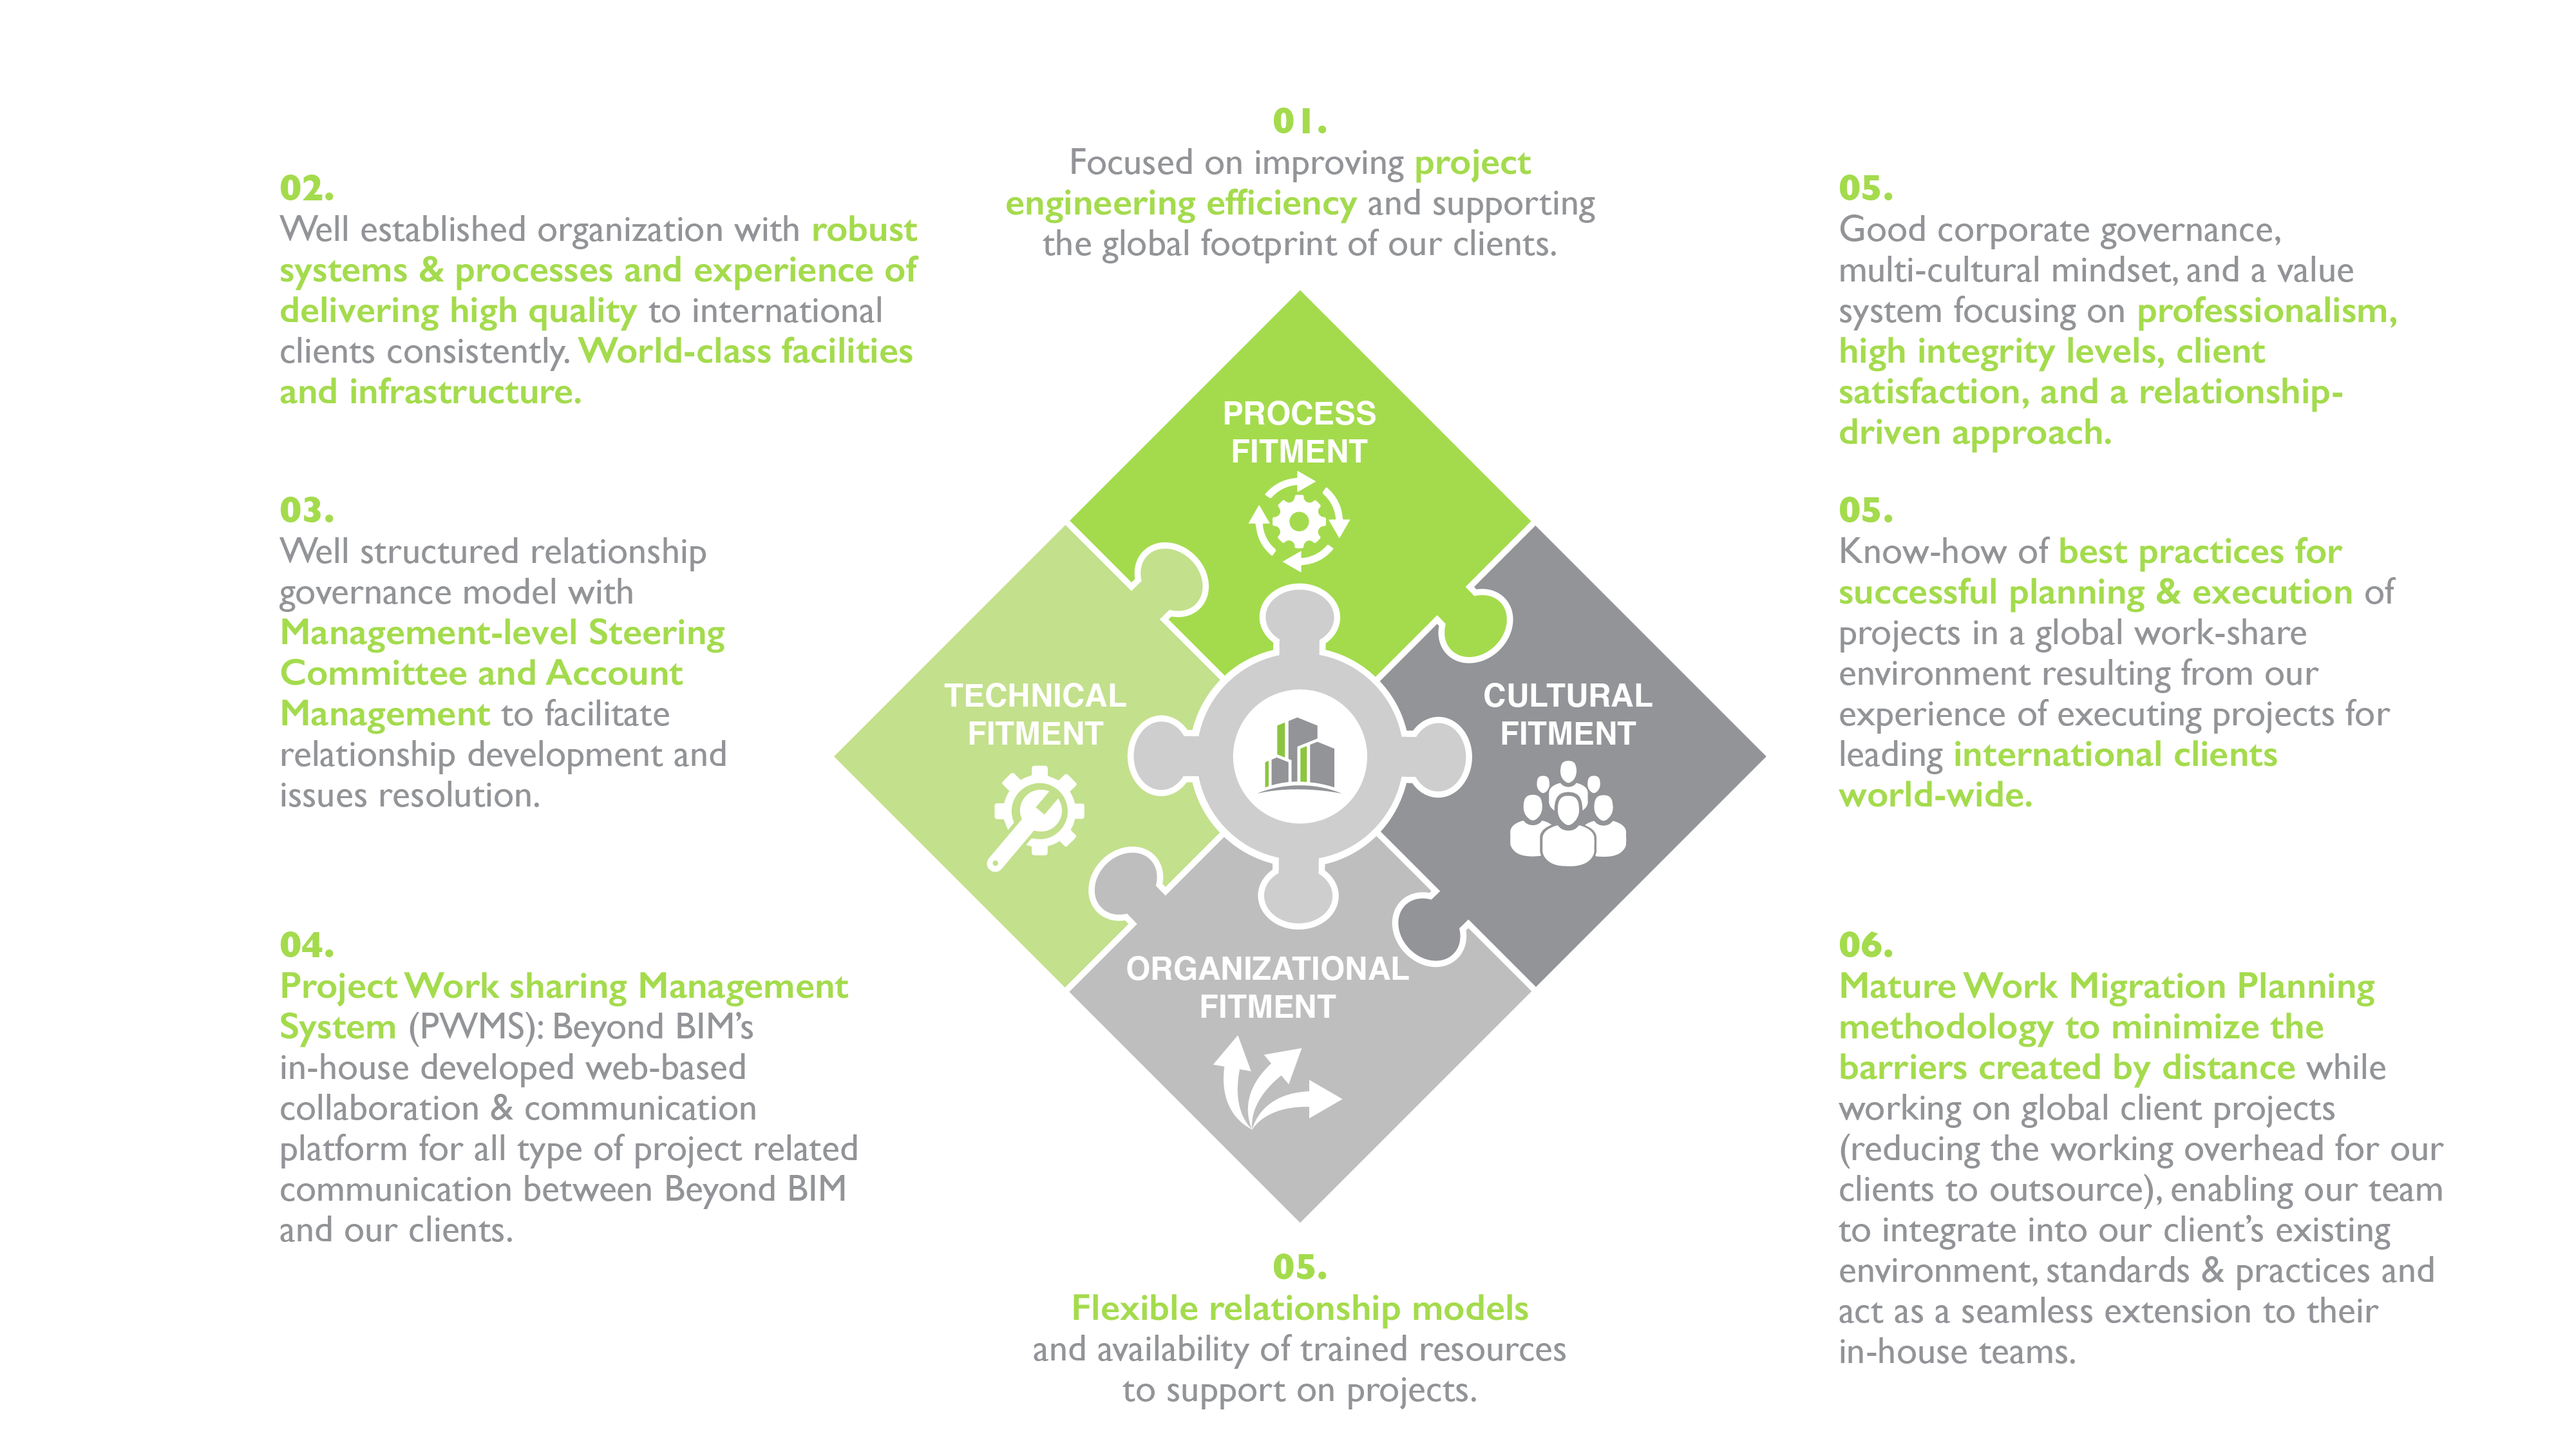 01.
Focused on improving project
engineering efficiency and supporting
the global footprint of our clients.
02.
Well established organization with robust
systems & processes and experience of
delivering high quality to international
clients consistently. World-class facilities
and infrastructure.
03.
Well structured relationship
governance model with
Management-level Steering
Committee and Account
Management to facilitate
relationship development and
issues resolution.
04.
Project Work sharing Management
System (PWMS): Beyond BIM’s
in-house developed web-based
collaboration & communication
platform for all type of project related
communication between Beyond BIM
and our clients.
PROCESS
FITMENT
TECHNICAL
FITMENT
CULTURAL
FITMENT
ORGANIZATIONAL
FITMENT
05.
Flexible relationship models
and availability of trained resources
to support on projects.
05.
Good corporate governance,
multi-cultural mindset, and a value
system focusing on professionalism,
high integrity levels, client
satisfaction, and a relationship-
driven approach.
05.
Know-how of best practices for
successful planning & execution of
projects in a global work-share
environment resulting from our
experience of executing projects for
leading international clients
world-wide.
06.
Mature Work Migration Planning
methodology to minimize the
barriers created by distance while
working on global client projects
(reducing the working overhead for our
clients to outsource), enabling our team
to integrate into our client’s existing
environment, standards & practices and
act as a seamless extension to their
in-house teams.